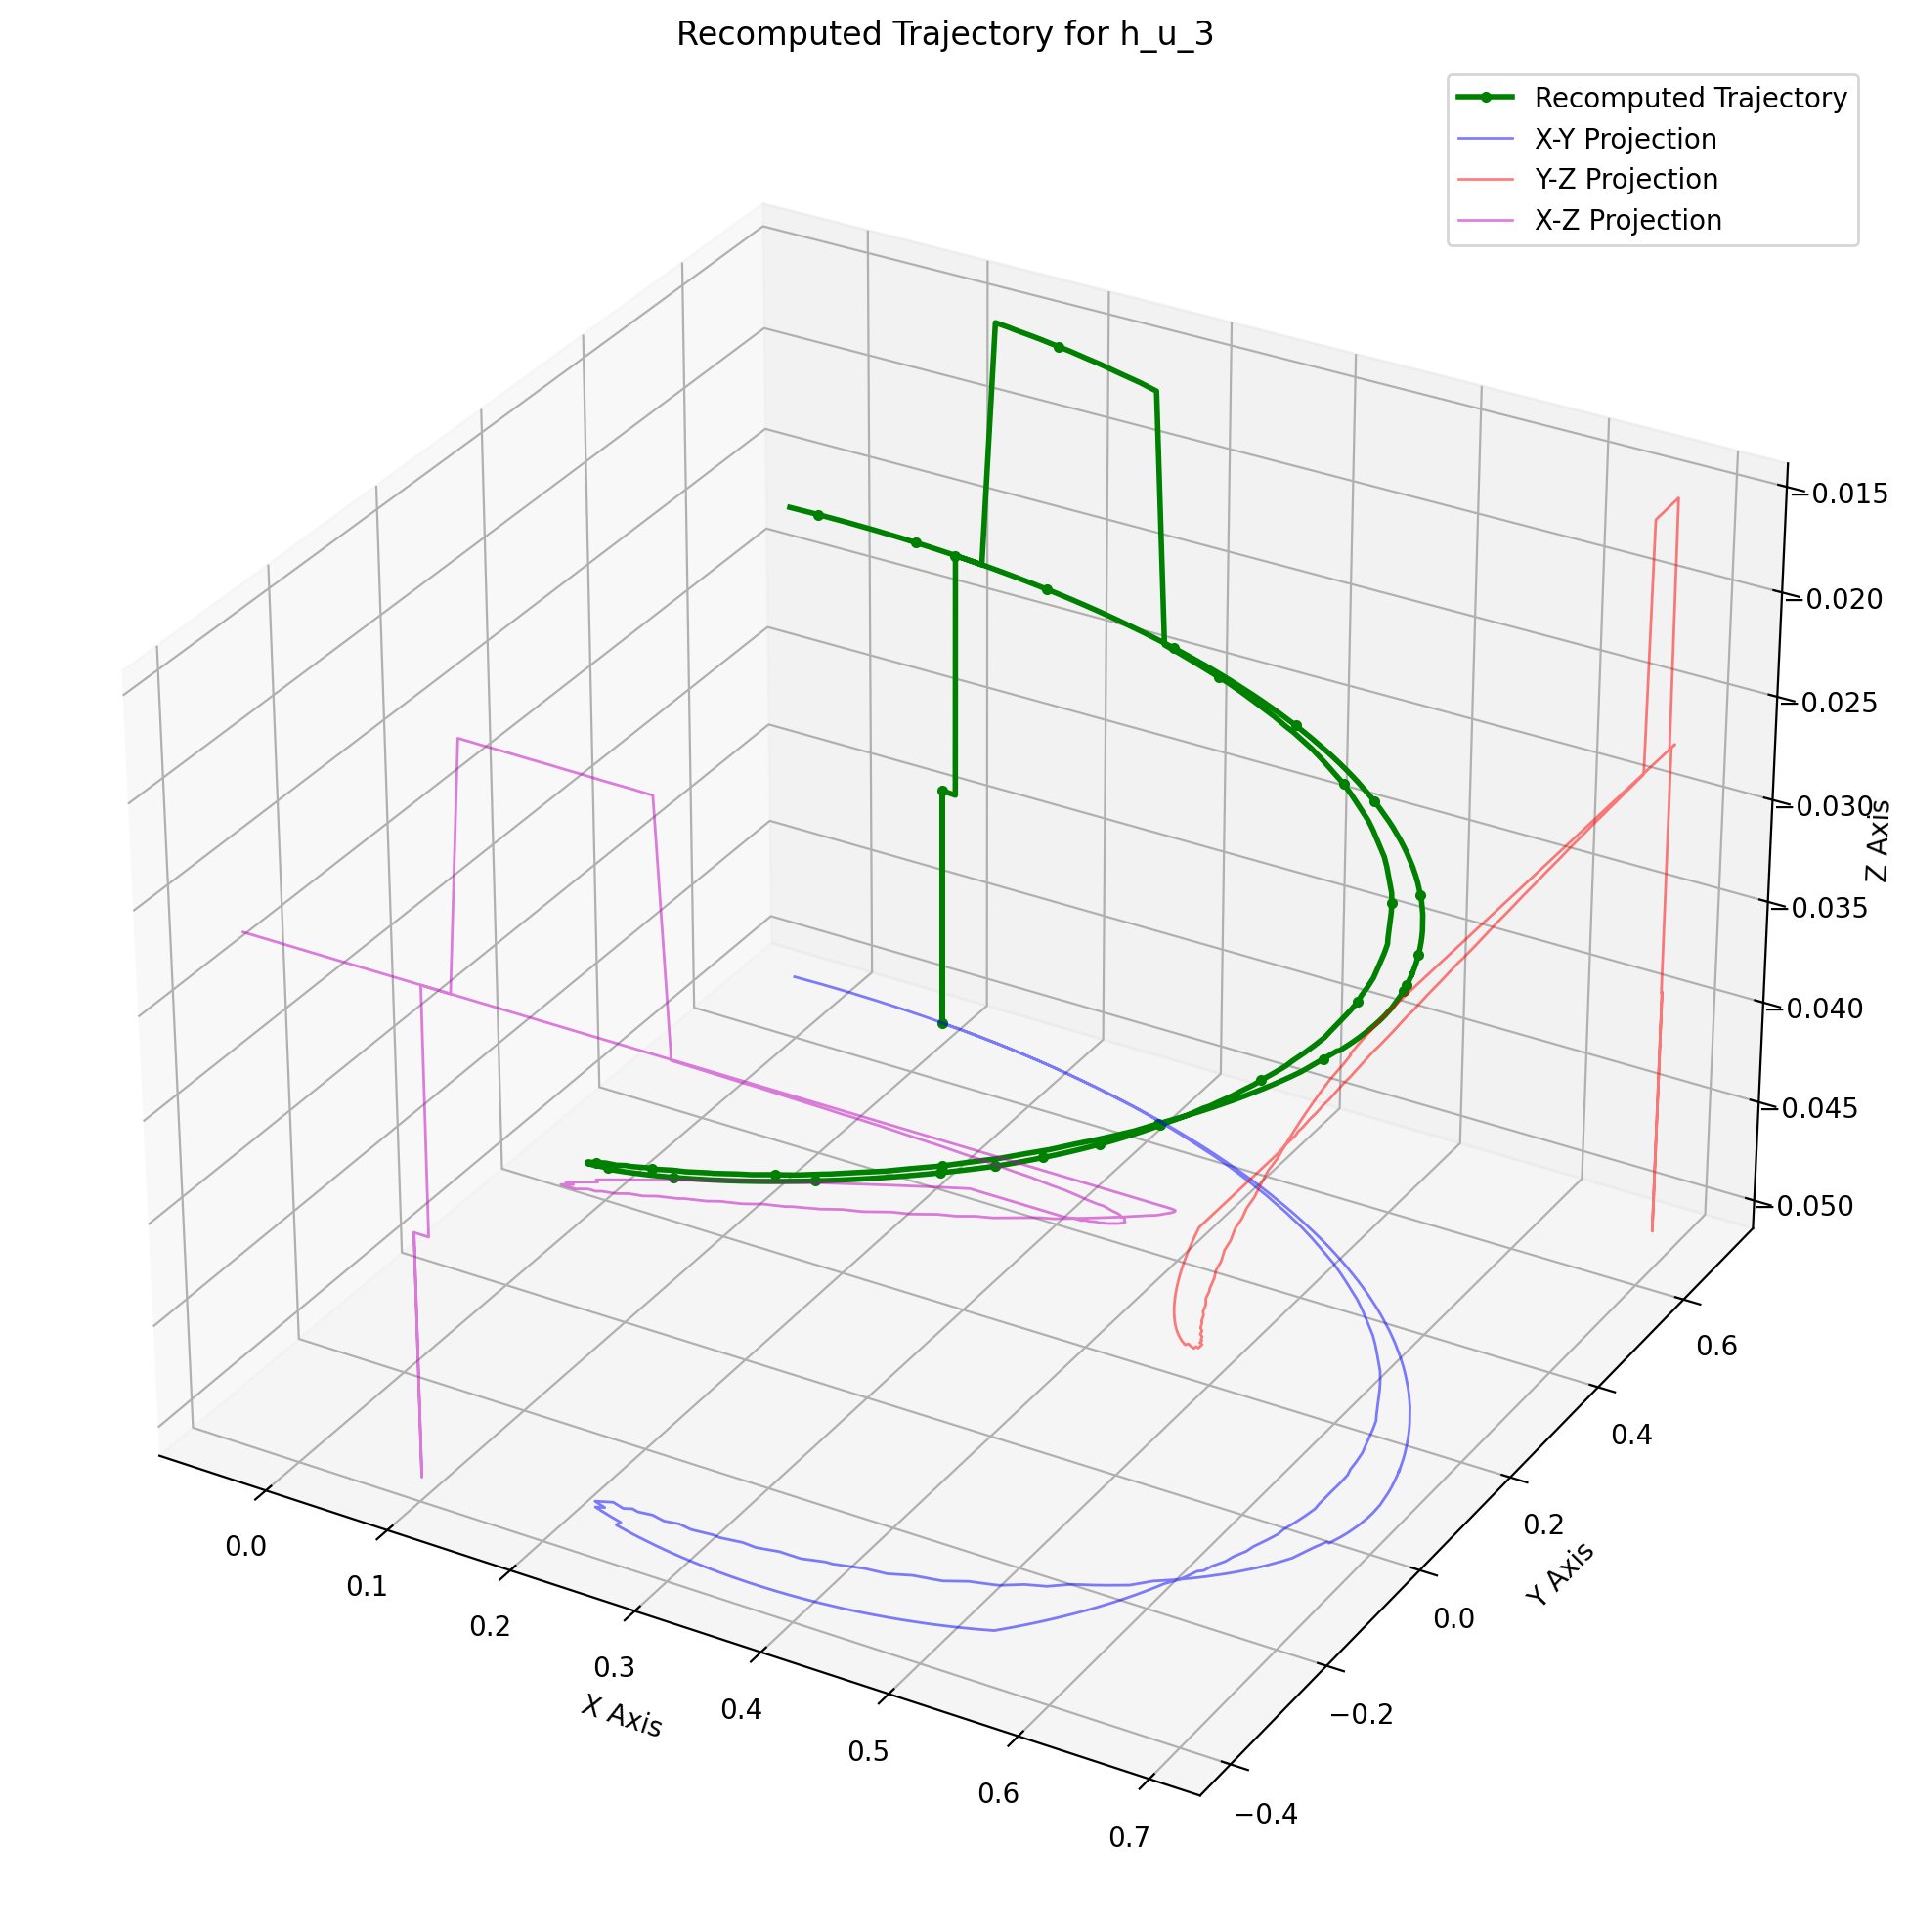 Recomputed Trajectory for h_u_3
Recomputed Trajectory
X-Y Projection
Y-Z Projection
X-Z Projection
−0.015
−0.020
−0.025
−0.030
−0.035
−0.040
−0.045
−0.050
Z Axis
0.6
0.4
0.2
0.0
−0.2
−0.4
Y Axis
0.0
0.1
0.2
0.3
0.4
0.5
0.6
0.7
X Axis